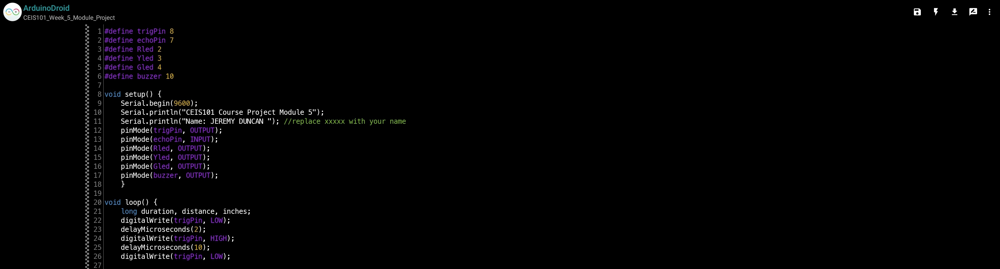 ArduinoDroid
CEIS101_Week_5_Module_Project
1 #define trigPin 8
2 #define echoPin 7
3 #define Rled 2
4 #define Yled 3
5 #define Gled 4
6 #define buzzer 10
7
8 void setup() {
9     Serial.begin(9600);
10     Serial.println("CEIS101 Course Project Module 5");
11     Serial.println("Name: JEREMY DUNCAN "); //replace xxxxx with your name
12     pinMode(trigPin, OUTPUT);
13     pinMode(echoPin, INPUT);
14     pinMode(Rled, OUTPUT);
15     pinMode(Yled, OUTPUT);
16     pinMode(Gled, OUTPUT);
17     pinMode(buzzer, OUTPUT);
18     }
19
20 void loop() {
21     long duration, distance, inches;
22     digitalWrite(trigPin, LOW);
23     delayMicroseconds(2);
24     digitalWrite(trigPin, HIGH);
25     delayMicroseconds(10);
26     digitalWrite(trigPin, LOW);
27